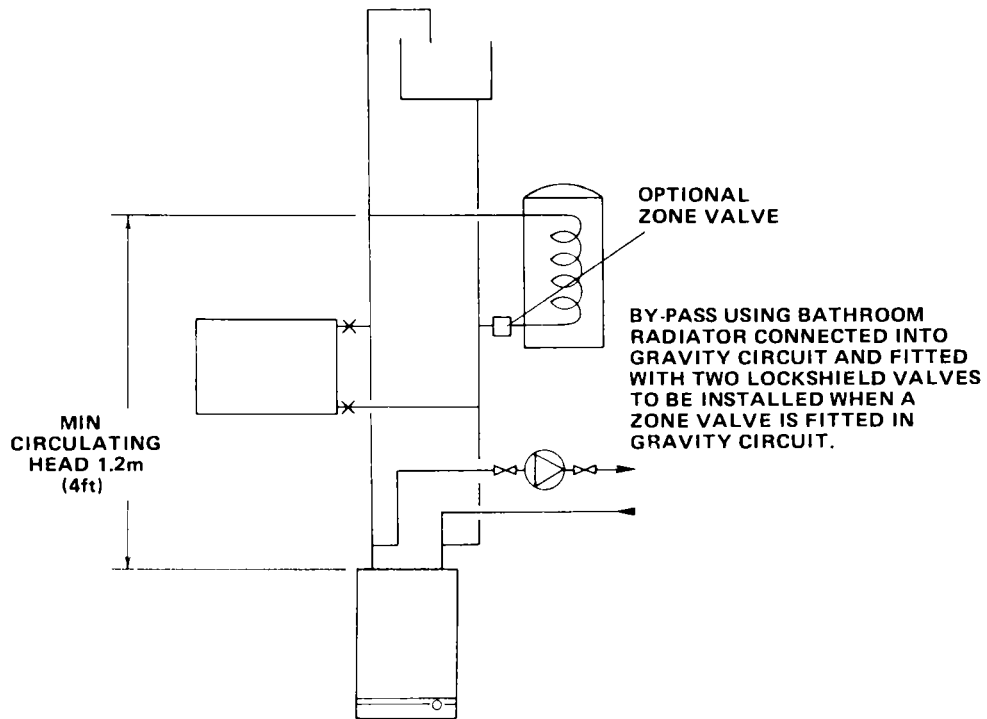 OPTIONAL
ZONE VALVE
BY-PASS USING BATHROOM
RADIATOR CONNECTED INTO
GRAVITY CIRCUIT AND FITTED
WITH TWO LOCKSHIELD VALVES
TO BE INSTALLED WHEN A
ZONE VALVE IS FITTED IN
GRAVITY CIRCUIT.
MIN
CIRCULATING
HEAD 1.2m
(4ft)